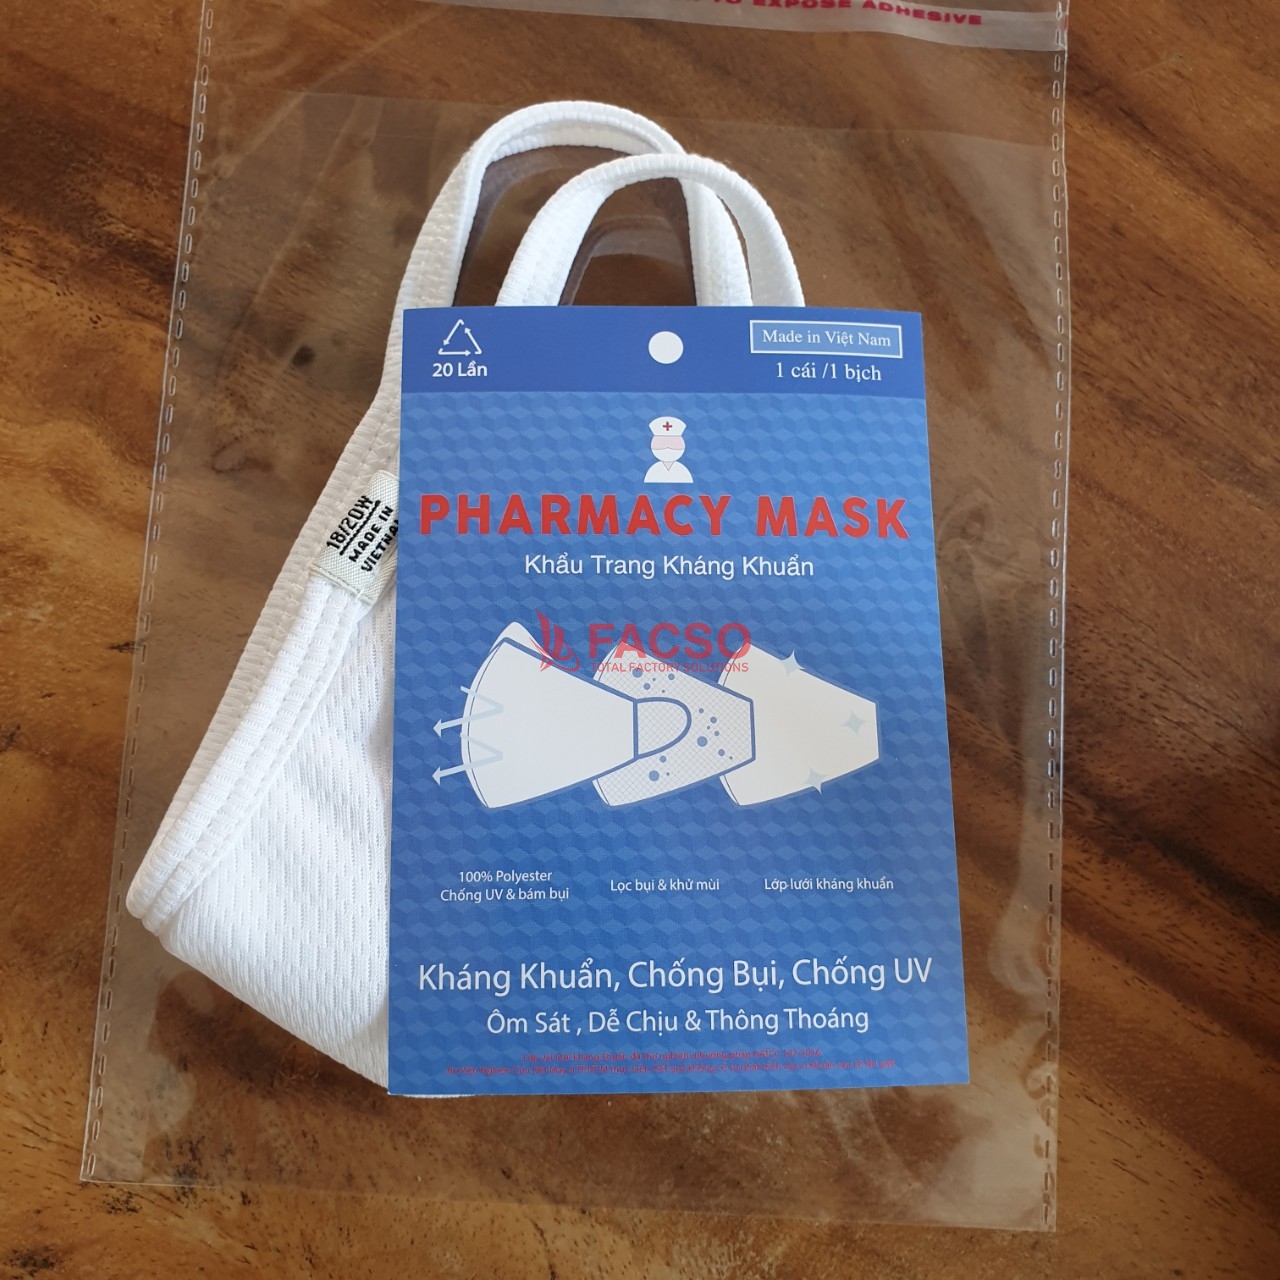 TO EXPOSE ADHESIVE
20 Lần
Made in Việt Nam
1 cái /1 bịch
18/20W
MADE IN
VIETNA
PHARMACY MASK
Khẩu Trang Kháng Khuẩn
FACSO
TOTAL FACTORY SOLUTIONS
100% Polyester
Chống UV & bám bụi
Lọc bụi & khử mùi
Lớp lưới kháng khuẩn
Kháng Khuẩn, Chống Bụi, Chống UV
Ôm Sát , Dễ Chịu & Thông Thoáng